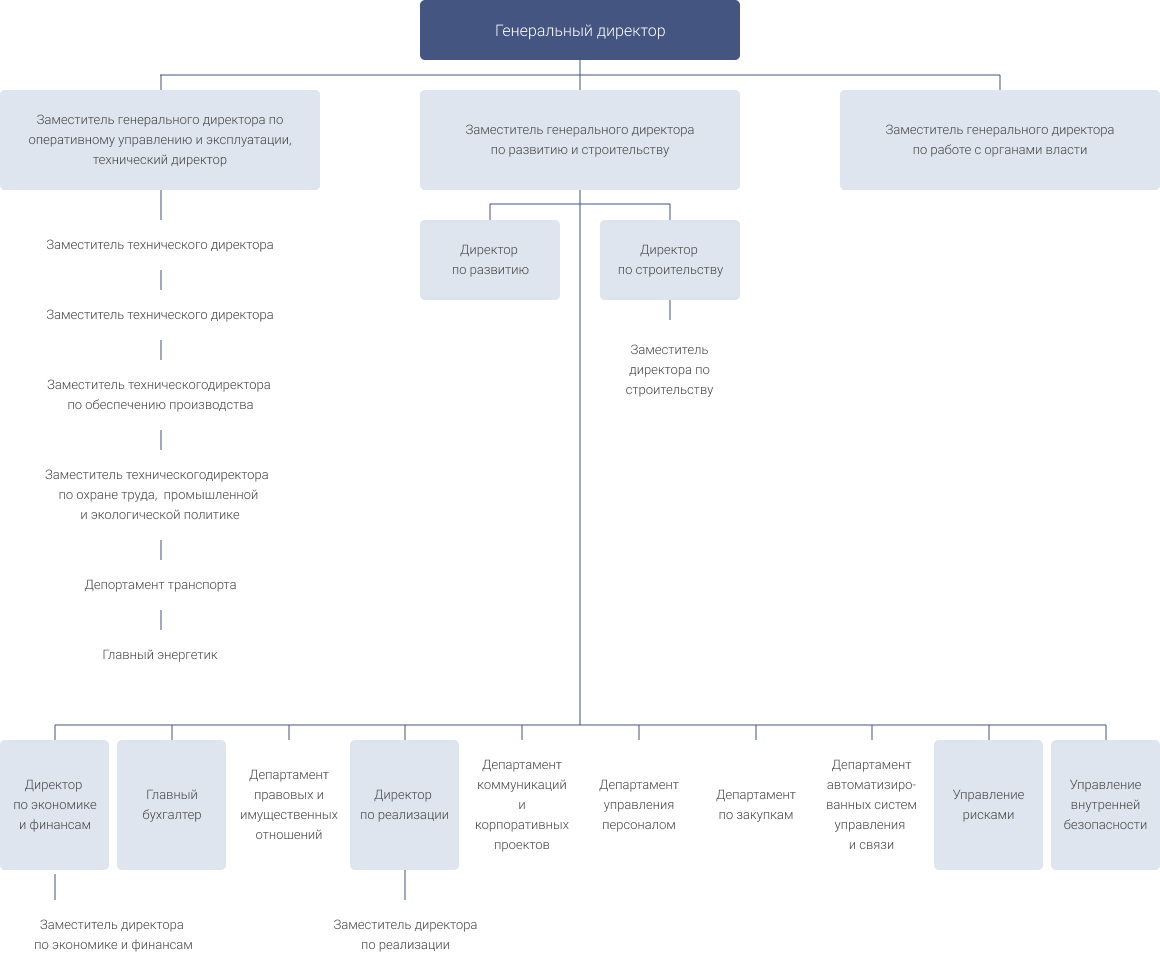 Генеральный директор
Заместитель генерального директора по
оперативному управлению и эксплуатации,
технический директор
Заместитель генерального директора
по развитию и строительству
Заместитель генерального директора
по работе с органами власти
Заместитель технического директора
Заместитель технического директора
Заместитель техническогодиректора
по обеспечению производства
Заместитель техническогодиректора
по охране труда, промышленной
и экологической политике
Депортамент транспорта
Главный энергетик
Директор
по развитию
Директор
по строительству
Заместитель
директора по
строительству
Директор
по экономике
и финансам
Главный
бухгалтер
Департамент
правовых и
имущественных
отношений
Директор
по реализации
Департамент
коммуникаций
и
корпоративных
проектов
Департамент
управления
персоналом
Департамент
по закупкам
Департамент
автоматизиро-
ванных систем
управления
и связи
Управление
рисками
Управление
внутренней
безопасности
Заместитель директора
по экономике и финансам
Заместитель директора
по реализации